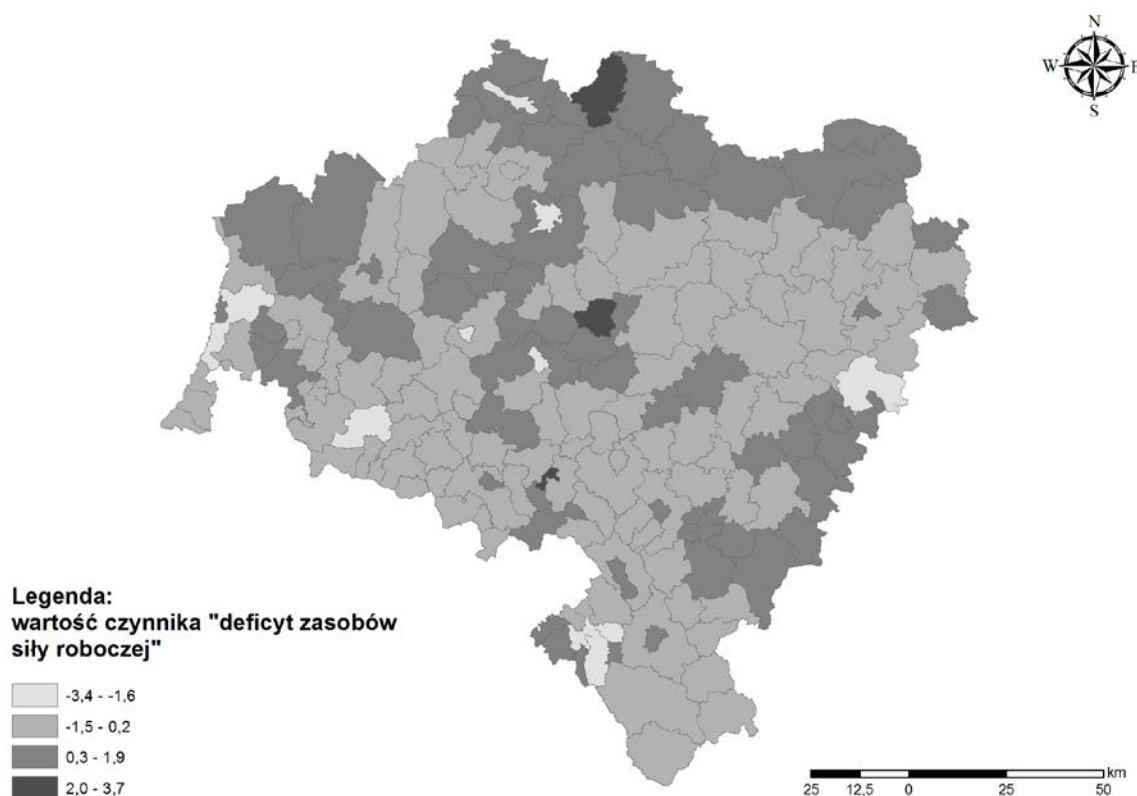 N
W E
S
Legenda:
wartość czynnika "deficyt zasobów
siły roboczej"
-3,4 - -1,6
-1,5 - 0,2
0,3 - 1,9
2,0 - 3,7
km
25 12,5 0 25 50